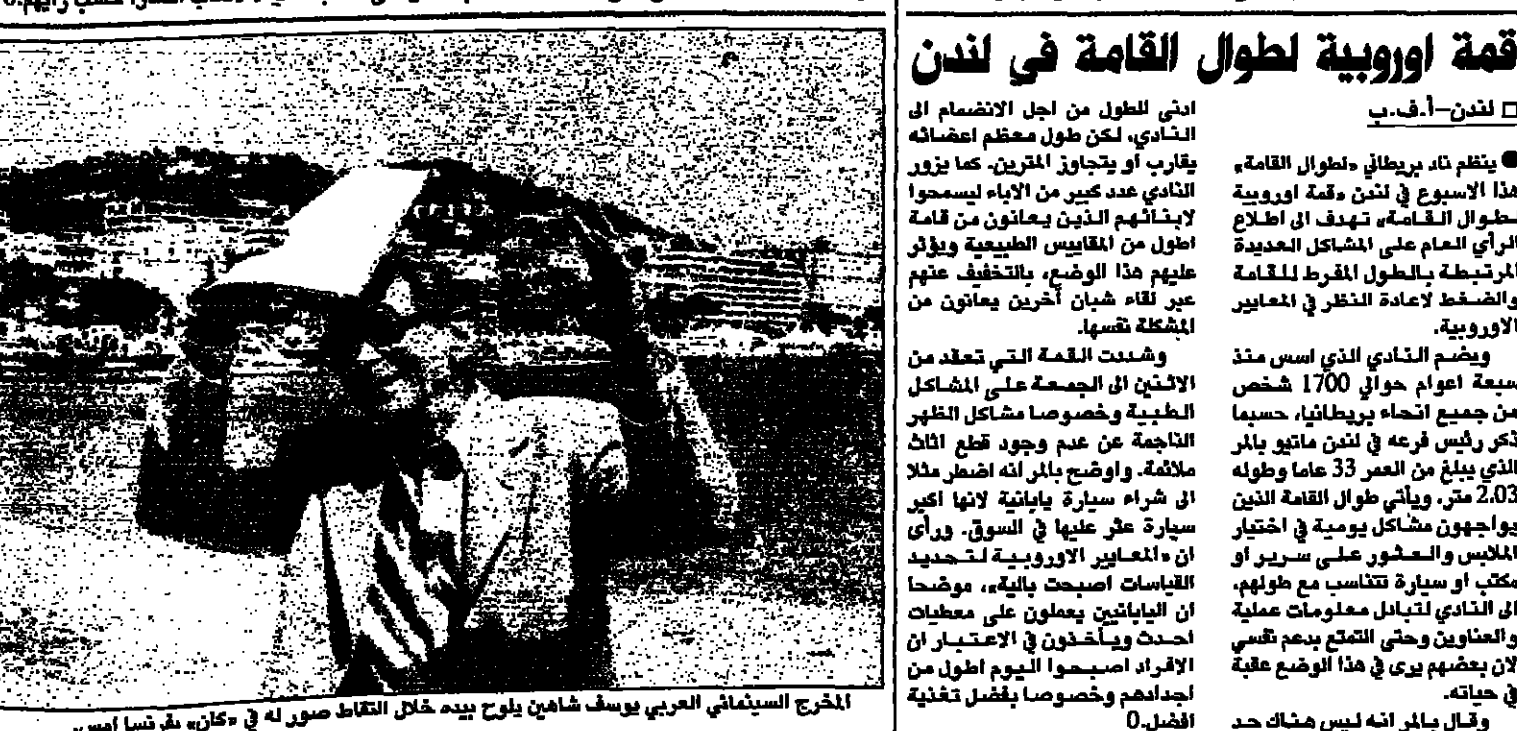 قمة اوروبية لطوال القامة في لندن
□ لندن–أ.ف.ب
● ينظم ناد بريطاني «لطوال القامة»
هذا الاسبوع في لندن «قمة اوروبية
لطوال القامة» تهدف الى اطلاع
الرأي العام على المشاكل العديدة
المرتبطة بالطول المفرط للقامة
والضغط لاعادة النظر في المعايير
الاوروبية.
ويضم النادي الذي اسس منذ
سبعة اعوام حوالي 1700 شخص
من جميع انحاء بريطانيا، حسبما
ذكر رئيس فرعه في لندن ماتيو بالمر
الذي يبلغ من العمر 33 عاما وطوله
2.03 متر. ويأتي طوال القامة الذين
يواجهون مشاكل يومية في اختيار
الملابس والعثور على سرير او
مكتب او سيارة تتناسب مع طولهم،
الى النادي لتبادل معلومات عملية
والعناوين وحتى التمتع بدعم نفسي
لان بعضهم يرى في هذا الوضع عقبة
في حياته.
وقال بالمر انه ليس هناك حد
ادنى للطول من اجل الانضمام الى
النادي، لكن طول معظم اعضائه
يقارب او يتجاوز المترين. كما يزور
النادي عدد كبير من الاباء ليسمحوا
لابنائهم الذين يعانون من قامة
اطول من المقاييس الطبيعية ويؤثر
عليهم هذا الوضع، بالتخفيف عنهم
عبر لقاء شبان أخرين يعانون من
المشكلة نفسها.
وشددت القمة التي تعقد من
الاثنين الى الجمعة على المشاكل
الطبية وخصوصا مشاكل الظهر
الناجمة عن عدم وجود قطع اثاث
ملائمة. واوضح بالمر انه اضطر مثلا
الى شراء سيارة يابانية لانها اكبر
سيارة عثر عليها في السوق. ورأى
ان «المعايير الاوروبية لتحديد
القياسات اصبحت بالية»، موضحا
ان اليابانيين يعملون على معطيات
احدث ويأخذون في الاعتبار ان
الافراد اصبحوا اليوم اطول من
اجدادهم وخصوصا بفضل تغذية
افضل.0
المخرج السينمائي العربي يوسف شاهين يلوح بيده خلال التقاط صور له في «كان» بفرنسا امس.